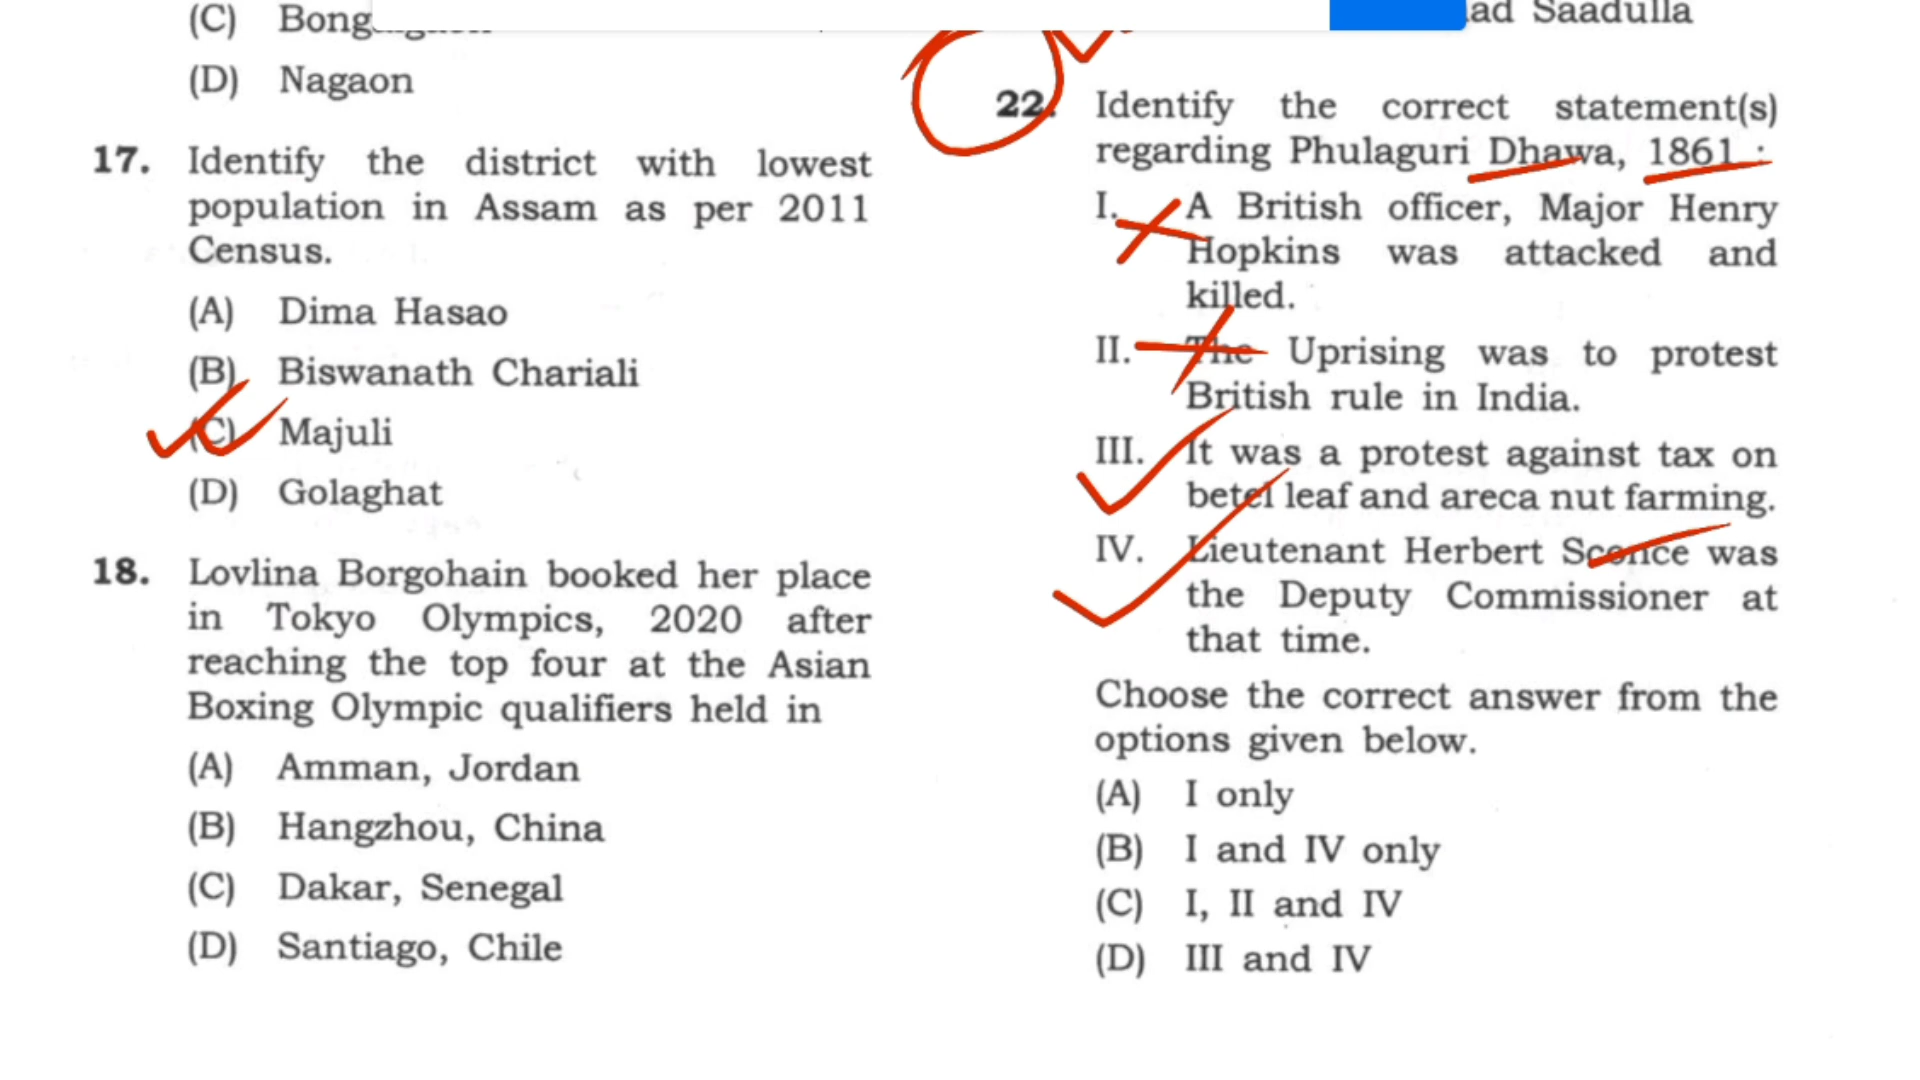 (C) Bong
(D) Nagaon
17. Identify the district with lowest
population in Assam as per 2011
Census.
(A) Dima Hasao
(B) Biswanath Chariali
(C) Majuli
(D) Golaghat
18. Lovlina Borgohain booked her place
in Tokyo Olympics, 2020 after
reaching the top four at the Asian
Boxing Olympic qualifiers held in
(A) Amman, Jordan
(B) Hangzhou, China
(C) Dakar, Senegal
(D) Santiago, Chile
ad Saadulla
22. Identify the correct statement(s)
regarding Phulaguri Dhawa, 1861 :
I. A British officer, Major Henry
Hopkins was attacked and
killed.
II. The Uprising was to protest
British rule in India.
III. It was a protest against tax on
betel leaf and areca nut farming.
IV. Lieutenant Herbert Sconce was
the Deputy Commissioner at
that time.
Choose the correct answer from the
options given below.
(A) I only
(B) I and IV only
(C) I, II and IV
(D) III and IV